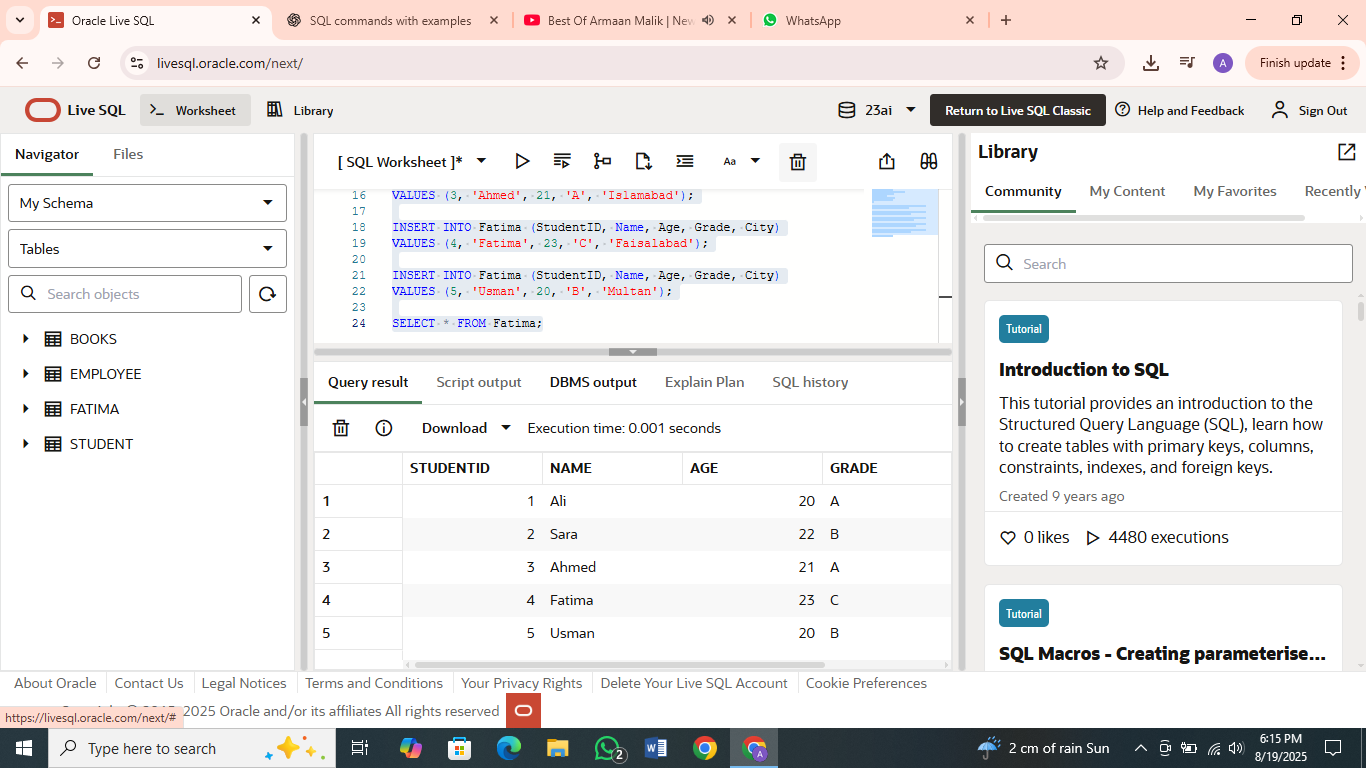 Oracle Live SQL
SQL commands with examples
Best Of Armaan Malik | New
WhatsApp
livesql.oracle.com/next/
A
Finish update
Live SQL
Worksheet
Library
23ai
Return to Live SQL Classic
Help and Feedback
Sign Out
Navigator
Files
My Schema
Tables
Search objects
BOOKS
EMPLOYEE
FATIMA
STUDENT
[ SQL Worksheet ]*
Aa
16 VALUES (3, 'Ahmed', 21, 'A', 'Islamabad');
17
18 INSERT INTO Fatima (StudentID, Name, Age, Grade, City)
19 VALUES (4, 'Fatima', 23, 'C', 'Faisalabad');
20
21 INSERT INTO Fatima (StudentID, Name, Age, Grade, City)
22 VALUES (5, 'Usman', 20, 'B', 'Multan');
23
24 SELECT * FROM Fatima;
Query result
Script output
DBMS output
Explain Plan
SQL history
Download
Execution time: 0.001 seconds
STUDENTID NAME AGE GRADE
1 1 Ali 20 A
2 2 Sara 22 B
3 3 Ahmed 21 A
4 4 Fatima 23 C
5 5 Usman 20 B
Library
Community
My Content
My Favorites
Recently
Search
Tutorial
Introduction to SQL
This tutorial provides an introduction to the
Structured Query Language (SQL), learn how
to create tables with primary keys, columns,
constraints, indexes, and foreign keys.
Created 9 years ago
0 likes
4480 executions
Tutorial
SQL Macros - Creating parameterise...
About Oracle
Contact Us
Legal Notices
Terms and Conditions
Your Privacy Rights
Delete Your Live SQL Account
Cookie Preferences
2025 Oracle and/or its affiliates All rights reserved
https://livesql.oracle.com/next/#
Type here to search
2
A
2 cm of rain Sun
6:15 PM
8/19/2025